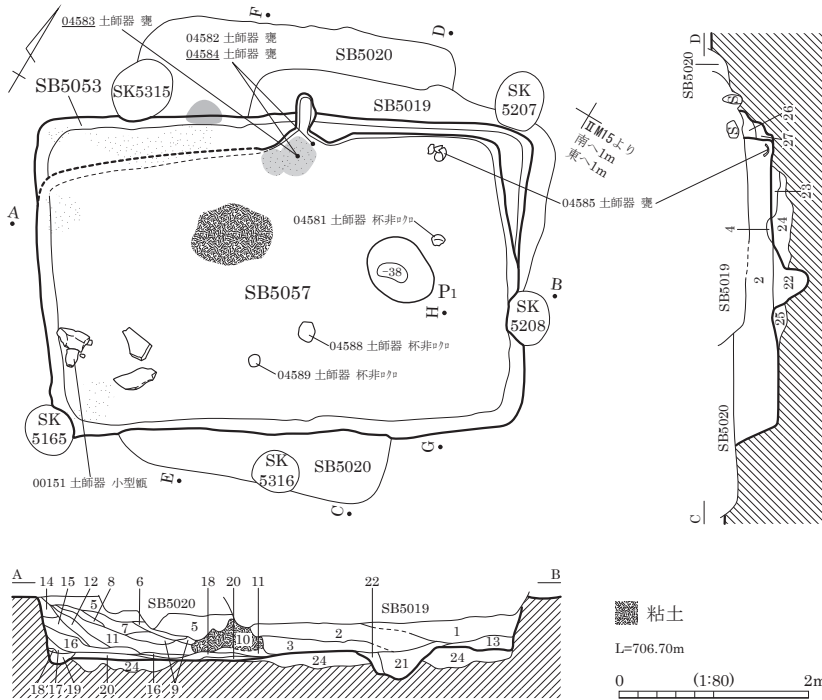 04583 土師器 甕
F
04582 土師器 甕
04584 土師器 甕
D
SB5020
SB5053
SK5315
SB5019
SK
5207
ⅡM15より
南へ1m
東へ1m
A
04585 土師器 甕
04581 土師器 杯非ロクロ
-38
SB5057
P1
H
B
SK
5208
04588 土師器 杯非ロクロ
04589 土師器 杯非ロクロ
SK
5165
G
SK
5316
SB5020
E
C
00151 土師器 小型甑
D
SB5020
S
S
26
27
23
4
24
SB5019
2
22
25
SB5020
C
A
14 15 12 8 6 18 20 11 22
B
SB5020
SB5019
5
7
5
10
2
1
16
11
3
13
24
24
21
24
18 17 19 20 16 9
粘土
L=706.70m
0 (1:80) 2m